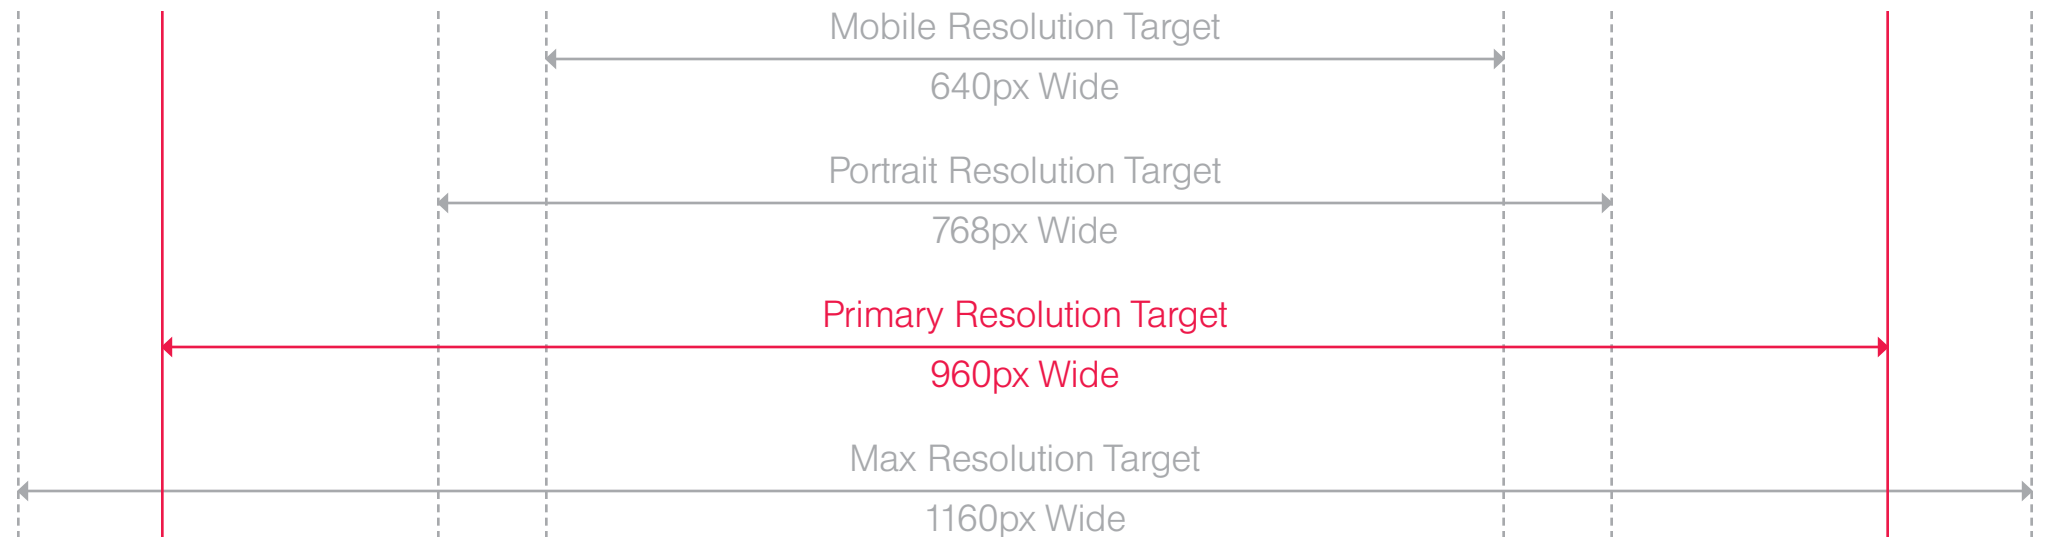 Mobile Resolution Target
640px Wide
Portrait Resolution Target
768px Wide
Primary Resolution Target
960px Wide
Max Resolution Target
1160px Wide